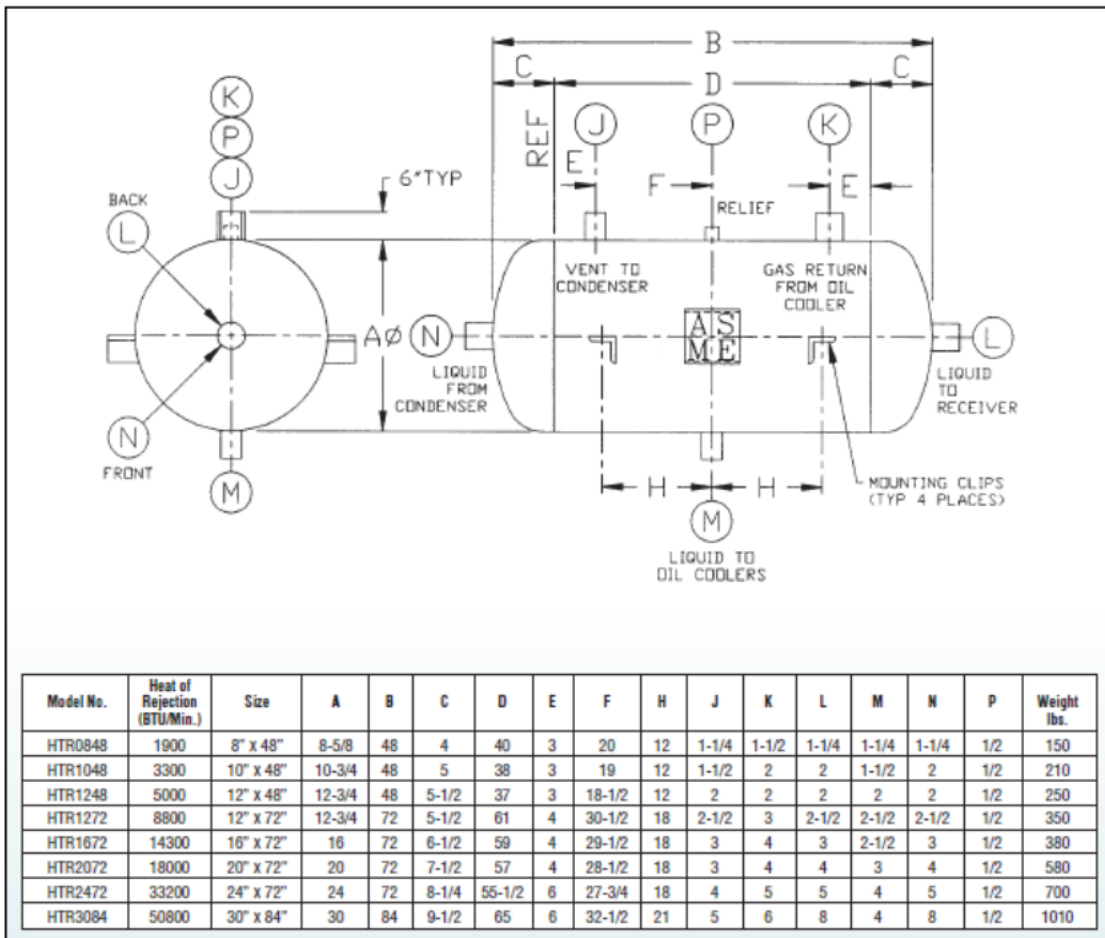 B
C
D
C
K
P
J
REF
E
J
P
K
6"TYP
F
E
BACK
L
RELIEF
VENT TO
CONDENSER
GAS RETURN
FROM OIL
COOLER
AØ
N
AS
ME
L
LIQUID
FROM
CONDENSER
LIQUID
TO
RECEIVER
N
FRONT
M
H
H
MOUNTING CLIPS
(TYP 4 PLACES)
M
LIQUID TO
OIL COOLERS
Model No. Heat of Rejection (BTU/Min.) Size A B C D E F H J K L M N P Weight lbs.
HTR0848 1900 8" x 48" 8-5/8 48 4 40 3 20 12 1-1/4 1-1/2 1-1/4 1-1/4 1-1/4 1/2 150
HTR1048 3300 10" x 48" 10-3/4 48 5 38 3 19 12 1-1/2 2 2 1-1/2 2 1/2 210
HTR1248 5000 12" x 48" 12-3/4 48 5-1/2 37 3 18-1/2 12 2 2 2 2 2 1/2 250
HTR1272 8800 12" x 72" 12-3/4 72 5-1/2 61 4 30-1/2 18 2-1/2 3 2-1/2 2-1/2 2-1/2 1/2 350
HTR1672 14300 16" x 72" 16 72 6-1/2 59 4 29-1/2 18 3 4 3 2-1/2 3 1/2 380
HTR2072 18000 20" x 72" 20 72 7-1/2 57 4 28-1/2 18 3 4 4 3 4 1/2 580
HTR2472 33200 24" x 72" 24 72 8-1/4 55-1/2 6 27-3/4 18 4 5 5 4 5 1/2 700
HTR3084 50800 30" x 84" 30 84 9-1/2 65 6 32-1/2 21 5 6 8 4 8 1/2 1010